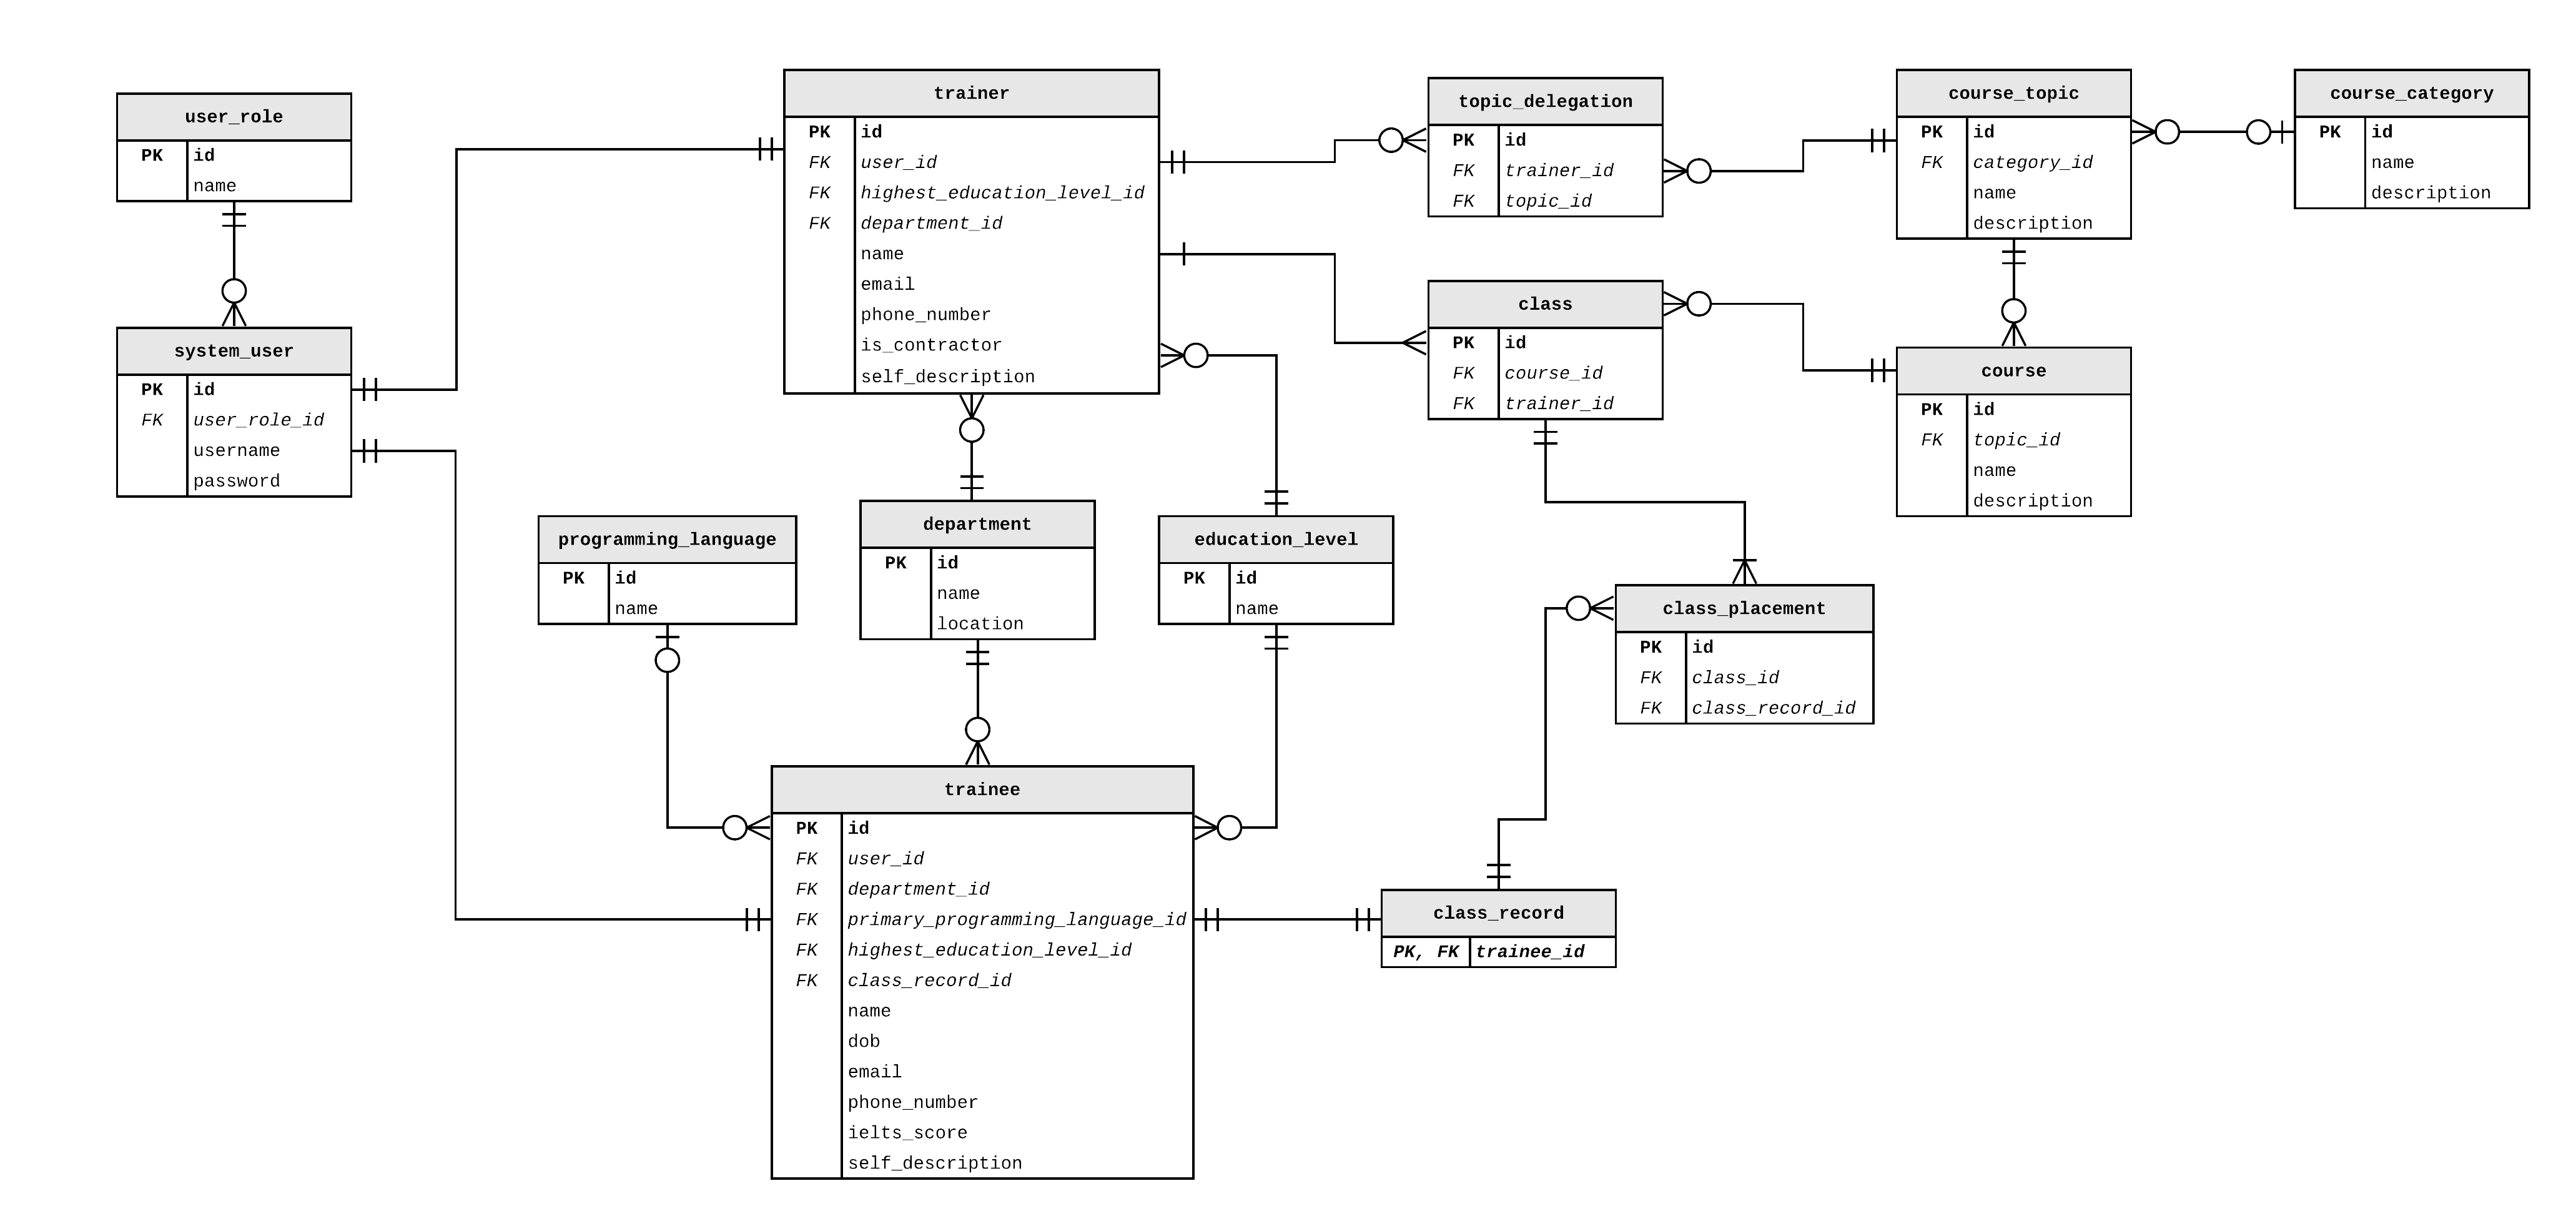 user_role
PK id
name
system_user
PK id
FK user_role_id
username
password
trainer
PK id
FK user_id
FK highest_education_level_id
FK department_id
name
email
phone_number
is_contractor
self_description
topic_delegation
PK id
FK trainer_id
FK topic_id
course_topic
PK id
FK category_id
name
description
course_category
PK id
name
description
class
PK id
FK course_id
FK trainer_id
course
PK id
FK topic_id
name
description
programming_language
PK id
name
department
PK id
name
location
education_level
PK id
name
class_placement
PK id
FK class_id
FK class_record_id
trainee
PK id
FK user_id
FK department_id
FK primary_programming_language_id
FK highest_education_level_id
FK class_record_id
name
dob
email
phone_number
ielts_score
self_description
class_record
PK, FK trainee_id